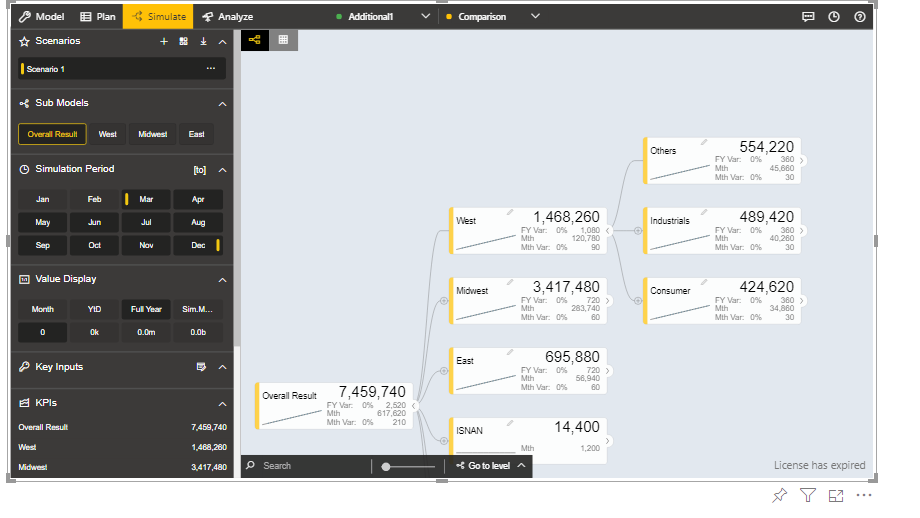 Model Plan Simulate Analyze Additional1 Comparison
Scenarios
Scenario 1 ...
Sub Models
Overall Result West Midwest East
Simulation Period [to]
Jan Feb Mar Apr
May Jun Jul Aug
Sep Oct Nov Dec
Value Display
Month YtD Full Year Sim.M...
0 0k 0.0m 0.0b
Key Inputs
KPIs
Overall Result 7,459,740
West 1,468,260
Midwest 3,417,480
Overall Result 7,459,740
FY Var: 0% 2,520
Mth 617,620
Mth Var: 0% 210
West 1,468,260
FY Var: 0% 1,080
Mth 120,780
Mth Var: 0% 90
Midwest 3,417,480
FY Var: 0% 720
Mth 283,740
Mth Var: 0% 60
East 695,880
FY Var: 0% 720
Mth 56,940
Mth Var: 0% 60
ISNAN 14,400
Mth 1,200
Others 554,220
FY Var: 0% 360
Mth 45,660
Mth Var: 0% 30
Industrials 489,420
FY Var: 0% 360
Mth 40,260
Mth Var: 0% 30
Consumer 424,620
FY Var: 0% 360
Mth 34,860
Mth Var: 0% 30
Search Go to level
License has expired